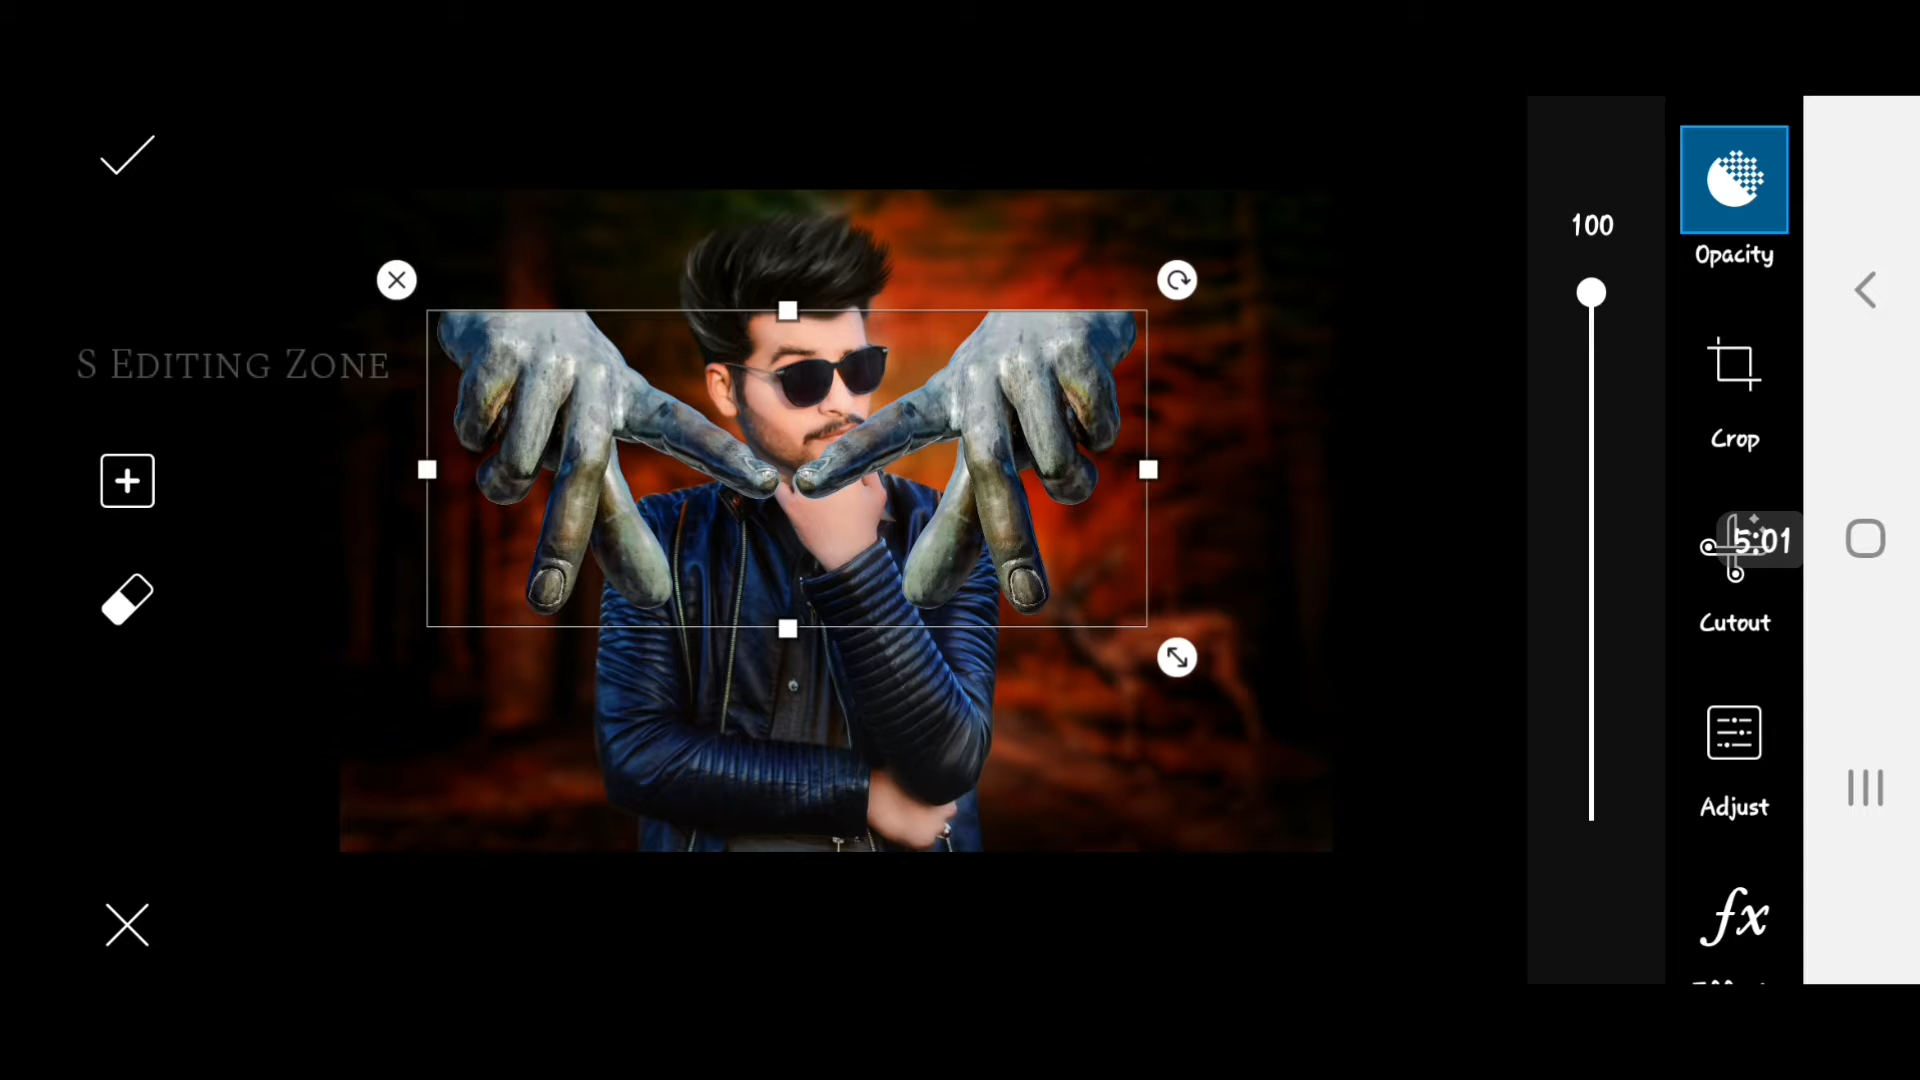 100
Opacity
S EDITING ZONE
Crop
5:01
Cutout
Adjust
fx